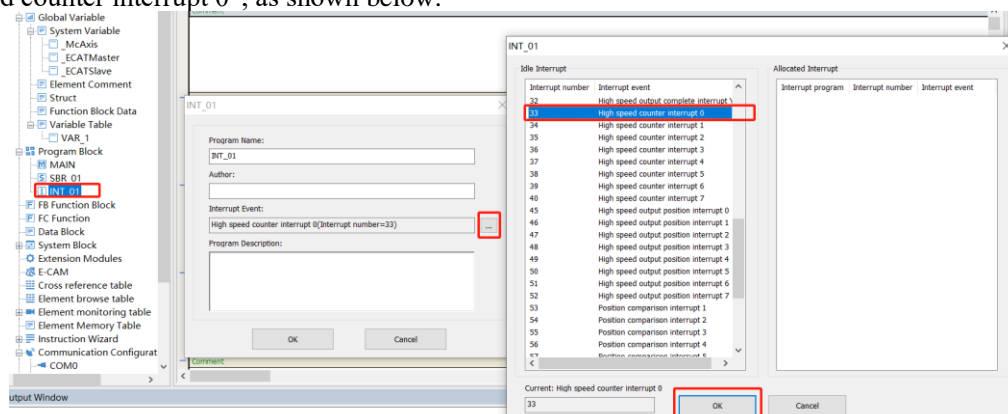 d counter interrupt 0", as shown below.
Global Variable
System Variable
_McAxis
_ECATMaster
_ECATSlave
Element Comment
Struct
Function Block Data
Variable Table
VAR_1
Program Block
MAIN
SBR_01
INT_01
FB Function Block
FC Function
Data Block
System Block
Extension Modules
E-CAM
Cross reference table
Element browse table
Element monitoring table
Element Memory Table
Instruction Wizard
Communication Configurat
COM0
utput Window
Comment
INT_01
Program Name:
INT_01
Author:
Interrupt Event:
High speed counter interrupt 0(Interrupt number=33)
...
Program Description:
OK Cancel
Comment
INT_01
Idle Interrupt
Interrupt number Interrupt event
32 High speed output complete interrupt
33 High speed counter interrupt 0
34 High speed counter interrupt 1
35 High speed counter interrupt 2
36 High speed counter interrupt 3
37 High speed counter interrupt 4
38 High speed counter interrupt 5
39 High speed counter interrupt 6
40 High speed counter interrupt 7
45 High speed output position interrupt 0
46 High speed output position interrupt 1
47 High speed output position interrupt 2
48 High speed output position interrupt 3
49 High speed output position interrupt 4
50 High speed output position interrupt 5
51 High speed output position interrupt 6
52 High speed output position interrupt 7
53 Position comparison interrupt 1
54 Position comparison interrupt 2
55 Position comparison interrupt 3
56 Position comparison interrupt 4
57 Position comparison interrupt 5
Allocated Interrupt
Interrupt program Interrupt number Interrupt event
Current: High speed counter interrupt 0
33
OK Cancel